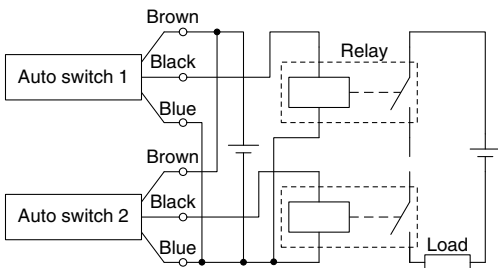 Brown
Relay
Auto switch 1
Black
Blue
Brown
Auto switch 2
Black
Blue
Load